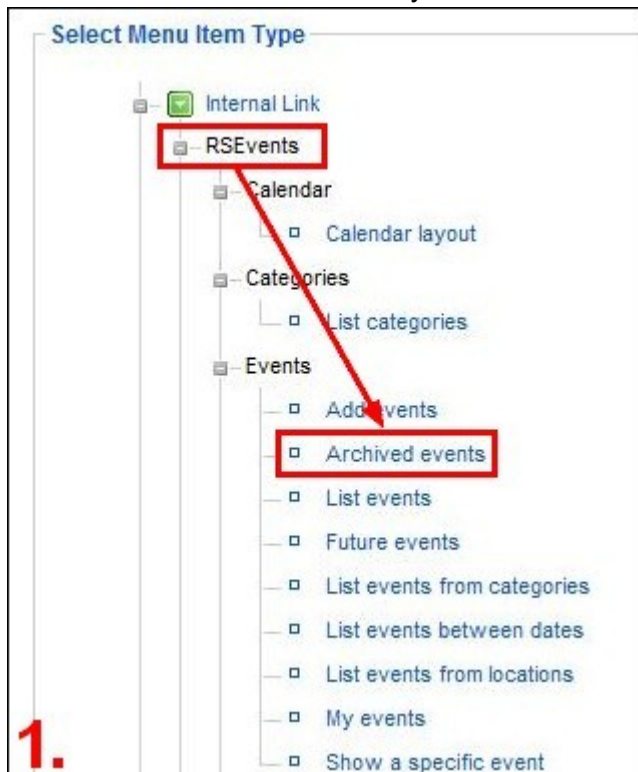 Select Menu Item Type
Internal Link
RSEvents
Calendar
Calendar layout
Categories
List categories
Events
Add events
Archived events
List events
Future events
List events from categories
List events between dates
List events from locations
My events
Show a specific event
1.